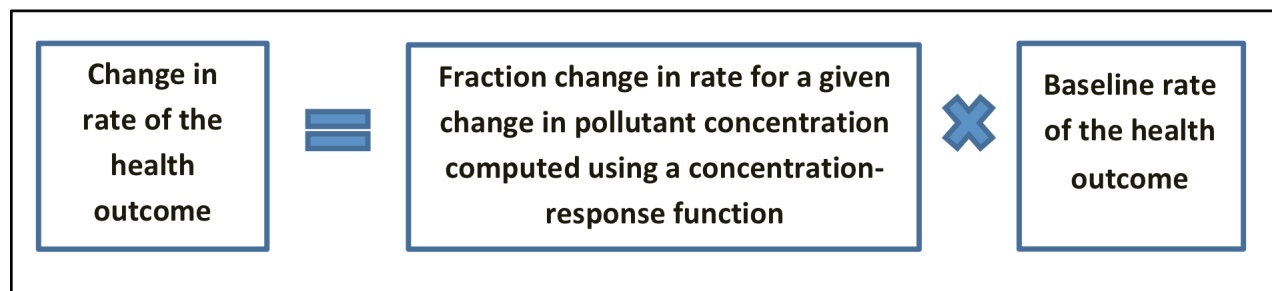 Change in
rate of the
health
outcome
Fraction change in rate for a given
change in pollutant concentration
computed using a concentration-
response function
Baseline rate
of the health
outcome